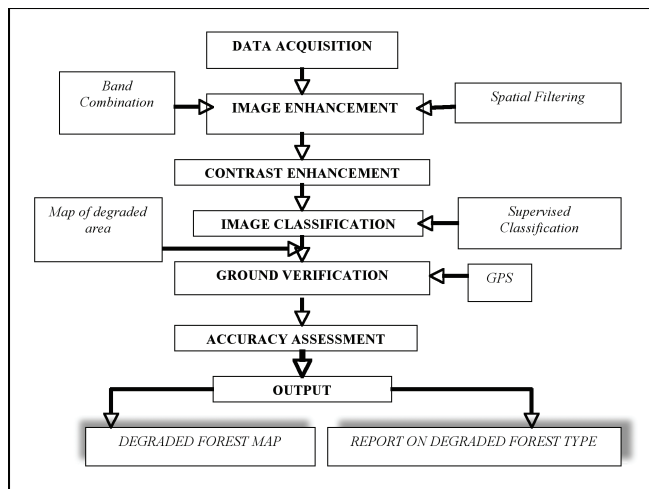 DATA ACQUISITION
Band
Combination
IMAGE ENHANCEMENT
Spatial Filtering
CONTRAST ENHANCEMENT
Map of degraded
area
IMAGE CLASSIFICATION
Supervised
Classification
GROUND VERIFICATION
GPS
ACCURACY ASSESSMENT
OUTPUT
DEGRADED FOREST MAP
REPORT ON DEGRADED FOREST TYPE